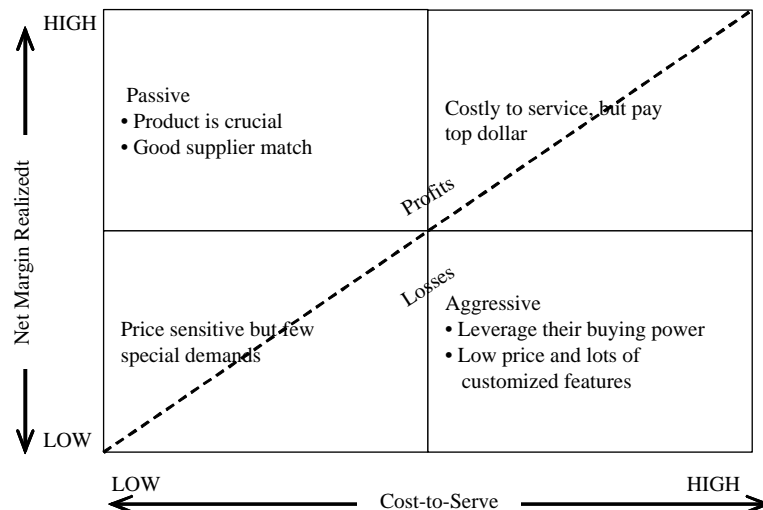 HIGH
Passive
• Product is crucial
• Good supplier match
Costly to service, but pay
top dollar
Profits
Net Margin Realizedt
Losses
Price sensitive but few
special demands
Aggressive
• Leverage their buying power
• Low price and lots of
customized features
LOW
LOW
HIGH
Cost-to-Serve